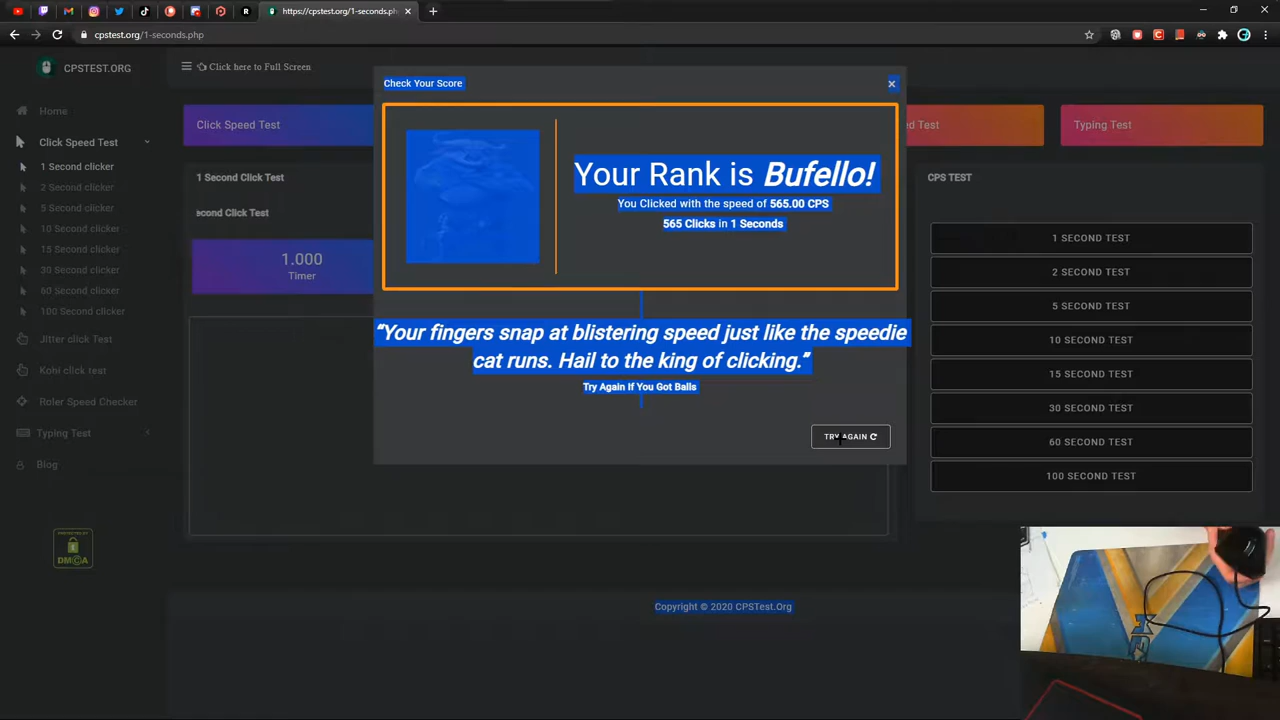 https://cpstest.org/1-seconds.ph
cpstest.org/1-seconds.php
CPSTEST.ORG
Click here to Full Screen
Home
Click Speed Test
1 Second clicker
2 Second clicker
5 Second clicker
10 Second clicker
15 Second clicker
30 Second clicker
60 Second clicker
100 Second clicker
Jitter click Test
Kohi click test
Roler Speed Checker
Typing Test
Blog
DMCA
Click Speed Test
ed Test
Typing Test
1 Second Click Test
econd Click Test
1.000
Timer
Check Your Score
×
Your Rank is Bufello!
You Clicked with the speed of 565.00 CPS
565 Clicks in 1 Seconds
“Your fingers snap at blistering speed just like the speedie
cat runs. Hail to the king of clicking.”
Try Again If You Got Balls
TRY AGAIN
CPS TEST
1 SECOND TEST
2 SECOND TEST
5 SECOND TEST
10 SECOND TEST
15 SECOND TEST
30 SECOND TEST
60 SECOND TEST
100 SECOND TEST
Copyright © 2020 CPSTest.Org